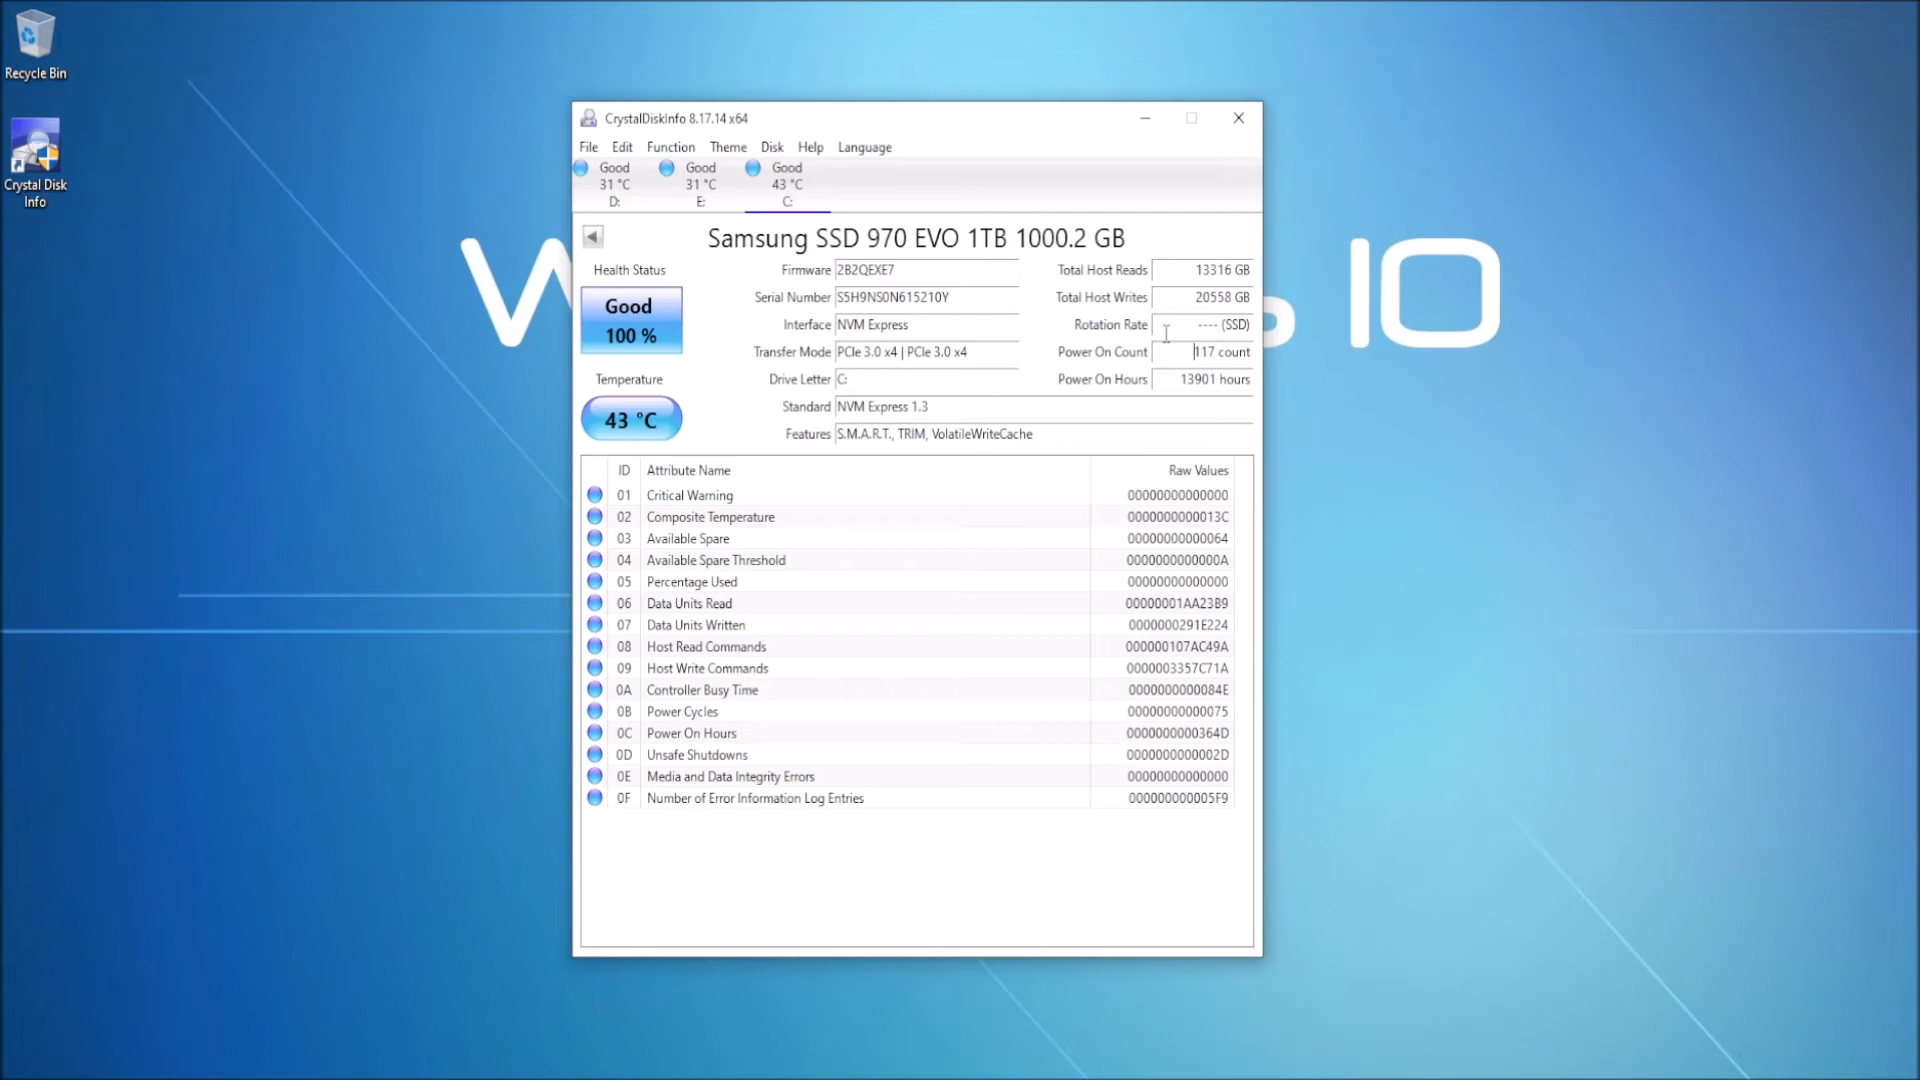 Recycle Bin
Crystal Disk
Info
CrystalDiskInfo 8.17.14 x64
File Edit Function Theme Disk Help Language
Good Good Good
31 °C 31 °C 43 °C
D: E: C:
Samsung SSD 970 EVO 1TB 1000.2 GB
Health Status
Good
100 %
Temperature
43 °C
Firmware 2B2QEXE7
Serial Number S5H9NS0N615210Y
Interface NVM Express
Transfer Mode PCIe 3.0 x4 | PCIe 3.0 x4
Drive Letter C:
Standard NVM Express 1.3
Features S.M.A.R.T., TRIM, VolatileWriteCache
Total Host Reads 13316 GB
Total Host Writes 20558 GB
Rotation Rate ---- (SSD)
Power On Count 117 count
Power On Hours 13901 hours
ID Attribute Name Raw Values
01 Critical Warning 00000000000000
02 Composite Temperature 0000000000013C
03 Available Spare 00000000000064
04 Available Spare Threshold 0000000000000A
05 Percentage Used 00000000000000
06 Data Units Read 00000001AA23B9
07 Data Units Written 0000000291E224
08 Host Read Commands 000000107AC49A
09 Host Write Commands 0000003357C71A
0A Controller Busy Time 0000000000084E
0B Power Cycles 00000000000075
0C Power On Hours 0000000000364D
0D Unsafe Shutdowns 0000000000002D
0E Media and Data Integrity Errors 00000000000000
0F Number of Error Information Log Entries 000000000005F9
10